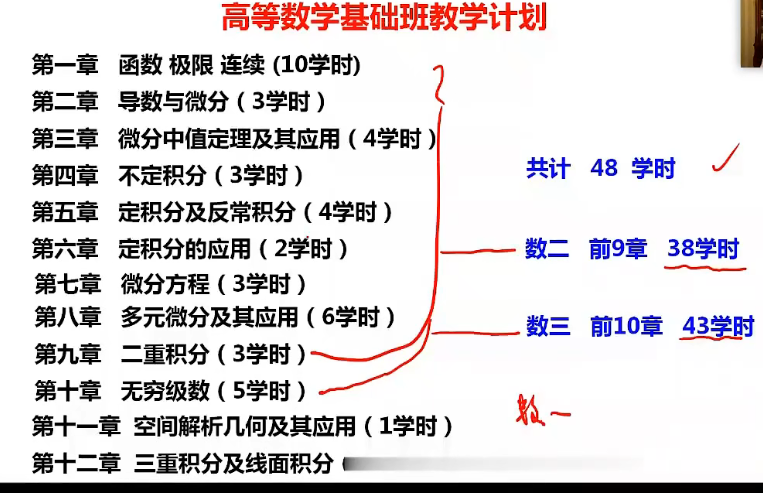 高等数学基础班教学计划
第一章 函数 极限 连续 (10学时)
第二章 导数与微分（3学时）
第三章 微分中值定理及其应用（4学时）
第四章 不定积分（3学时）
第五章 定积分及反常积分（4学时）
第六章 定积分的应用（2学时）
第七章 微分方程（3学时）
第八章 多元微分及其应用（6学时）
第九章 二重积分（3学时）
第十章 无穷级数（5学时）
第十一章 空间解析几何及其应用（1学时）
第十二章 三重积分及线面积分（
共计 48 学时
数二 前9章 38学时
数三 前10章 43学时
数一